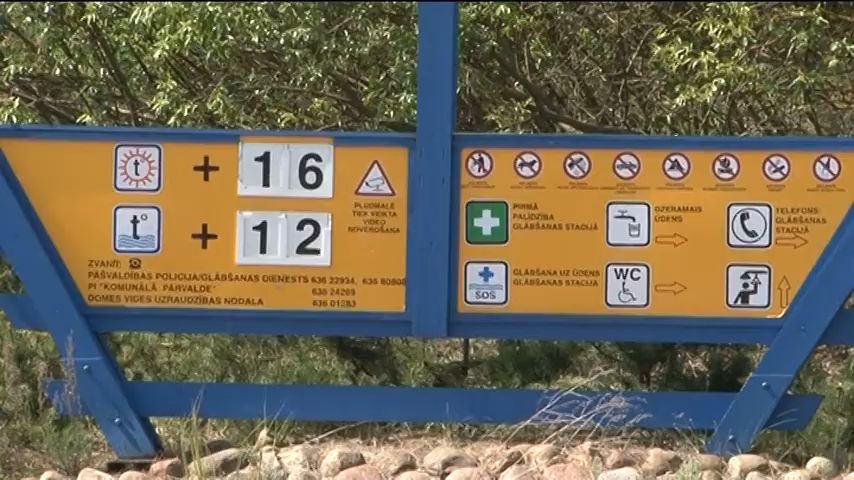 t
+
16
t°
+
12
PLUDMALĒ
TIEK VEIKTA
VIDEO
NOVĒROŠANA
ZVANĪT: ☎
PAŠVALDĪBAS POLICIJA/GLĀBŠANAS DIENESTS 636 22934, 636 80808
PI "KOMUNĀLĀ PĀRVALDE" 636 24269
DOMES VIDES UZRAUDZĪBAS NODAĻA 636 01283
PIRMĀ
PALĪDZĪBA
GLĀBŠANAS STACIJĀ
DZERAMAIS
ŪDENS
TELEFONS:
GLĀBŠANAS
STACIJĀ
SOS
GLĀBŠANA UZ ŪDENS
GLĀBŠANAS STACIJA
WC